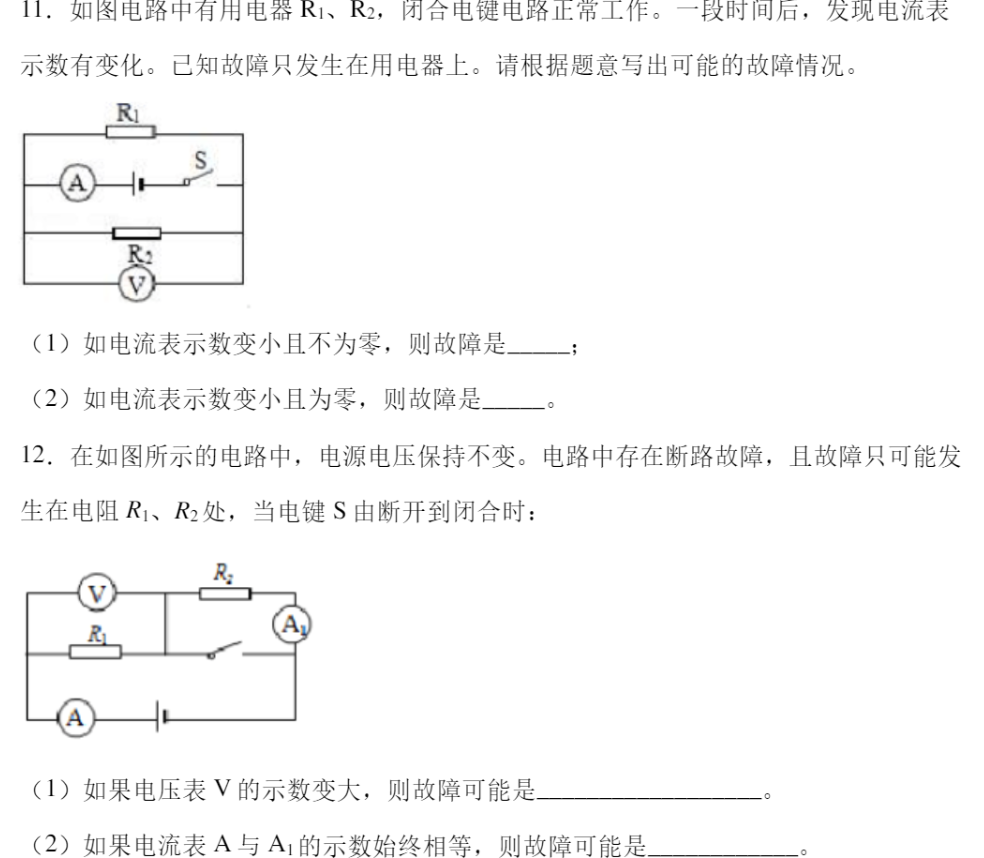 11．如图电路中有用电器 R₁、R₂，闭合电键电路正常工作。一段时间后，发现电流表
示数有变化。已知故障只发生在用电器上。请根据题意写出可能的故障情况。
R₁
S
A
R₂
V
（1）如电流表示数变小且不为零，则故障是_____；
（2）如电流表示数变小且为零，则故障是_____。
12．在如图所示的电路中，电源电压保持不变。电路中存在断路故障，且故障只可能发
生在电阻 R₁、R₂处，当电键 S 由断开到闭合时：
R₂
V
A₁
R₁
A
（1）如果电压表 V 的示数变大，则故障可能是__________________。
（2）如果电流表 A 与 A₁的示数始终相等，则故障可能是____________。